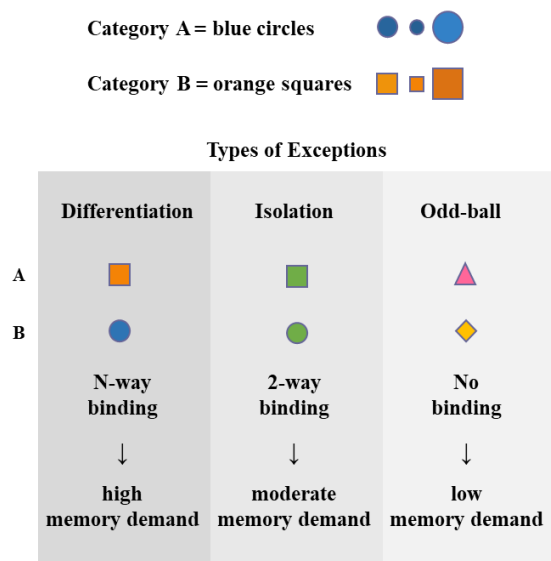 Category A = blue circles
Category B = orange squares
Types of Exceptions
Differentiation Isolation Odd-ball
A
B
N-way 2-way No
binding binding binding
↓ ↓ ↓
high moderate low
memory demand memory demand memory demand